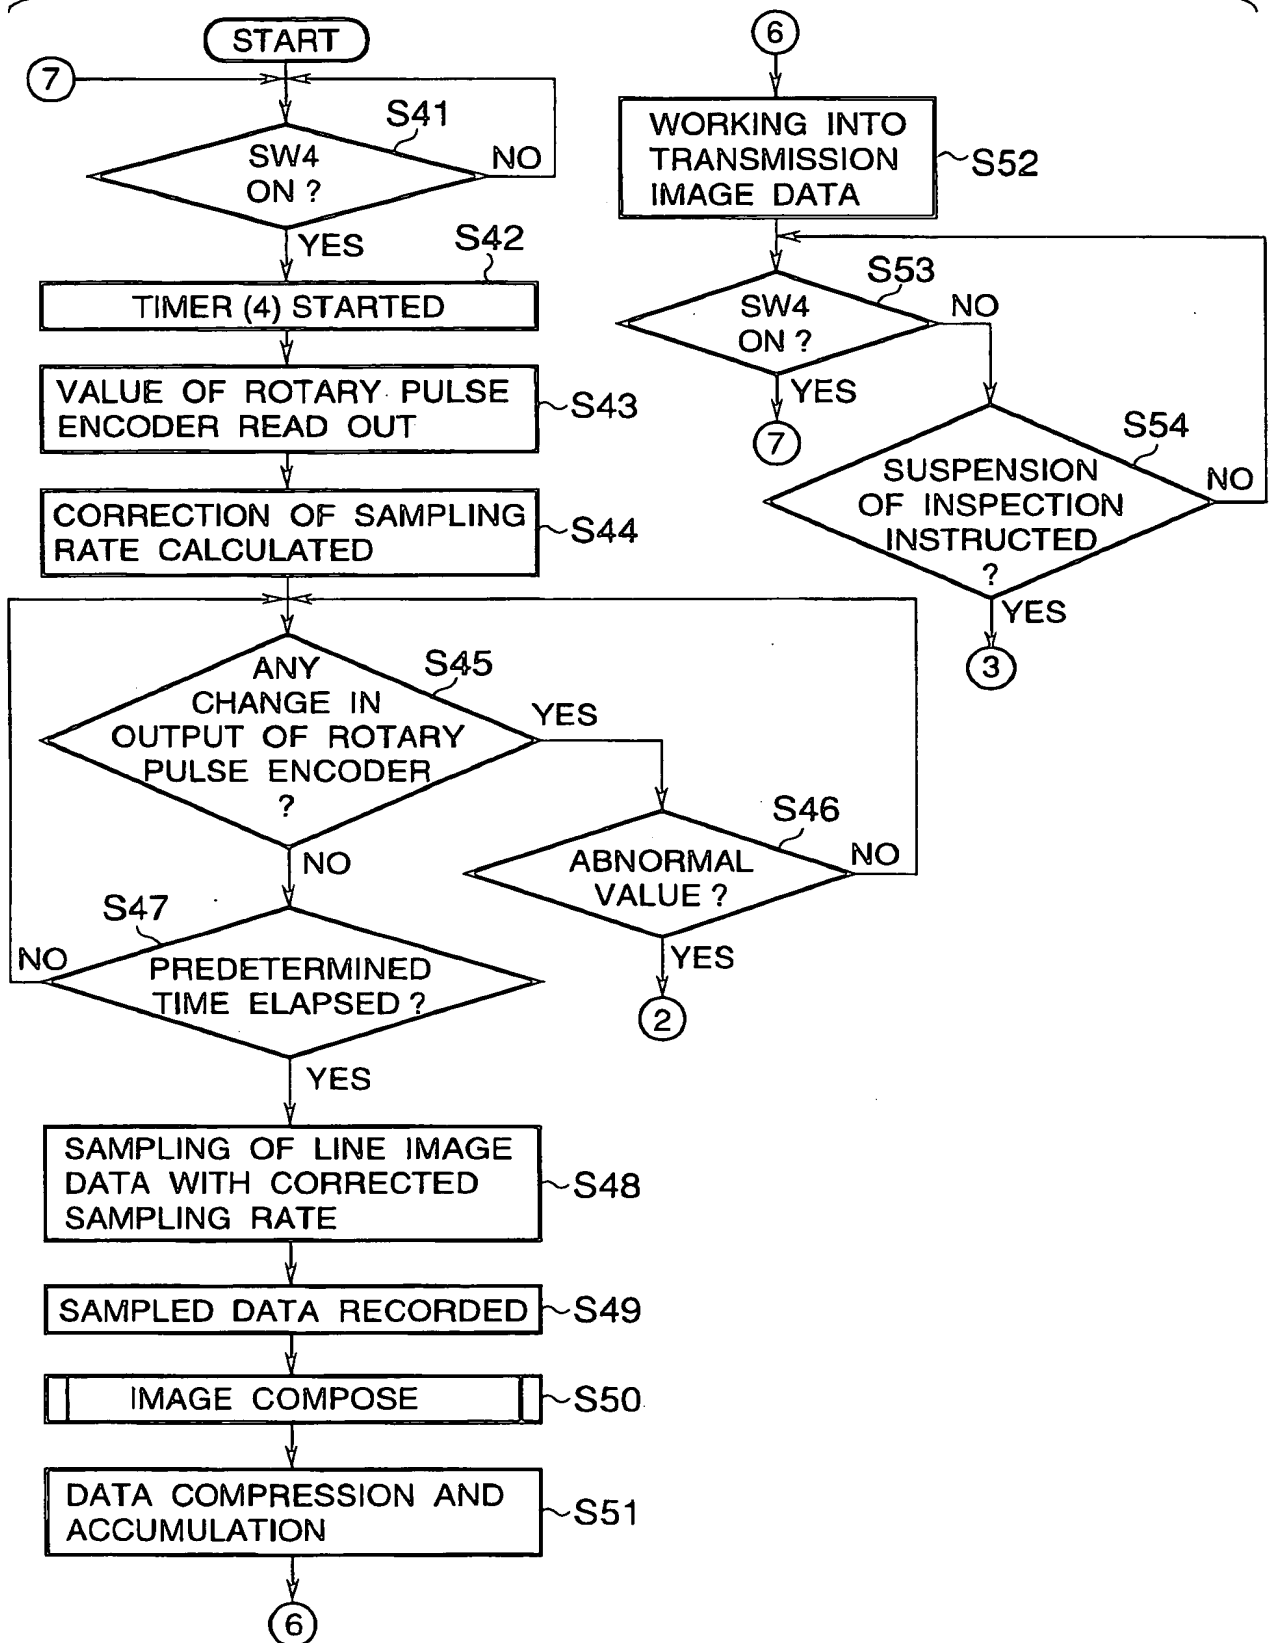 START
7
S41
SW4
ON ?
NO
YES
S42
TIMER (4) STARTED
VALUE OF ROTARY PULSE
ENCODER READ OUT
S43
CORRECTION OF SAMPLING
RATE CALCULATED
S44
ANY
CHANGE IN
OUTPUT OF ROTARY
PULSE ENCODER
?
S45
YES
NO
S46
ABNORMAL
VALUE ?
NO
YES
2
S47
NO
PREDETERMINED
TIME ELAPSED ?
YES
SAMPLING OF LINE IMAGE
DATA WITH CORRECTED
SAMPLING RATE
S48
SAMPLED DATA RECORDED
S49
IMAGE COMPOSE
S50
DATA COMPRESSION AND
ACCUMULATION
S51
6
6
WORKING INTO
TRANSMISSION
IMAGE DATA
S52
S53
SW4
ON ?
NO
YES
7
S54
SUSPENSION
OF INSPECTION
INSTRUCTED
?
NO
YES
3